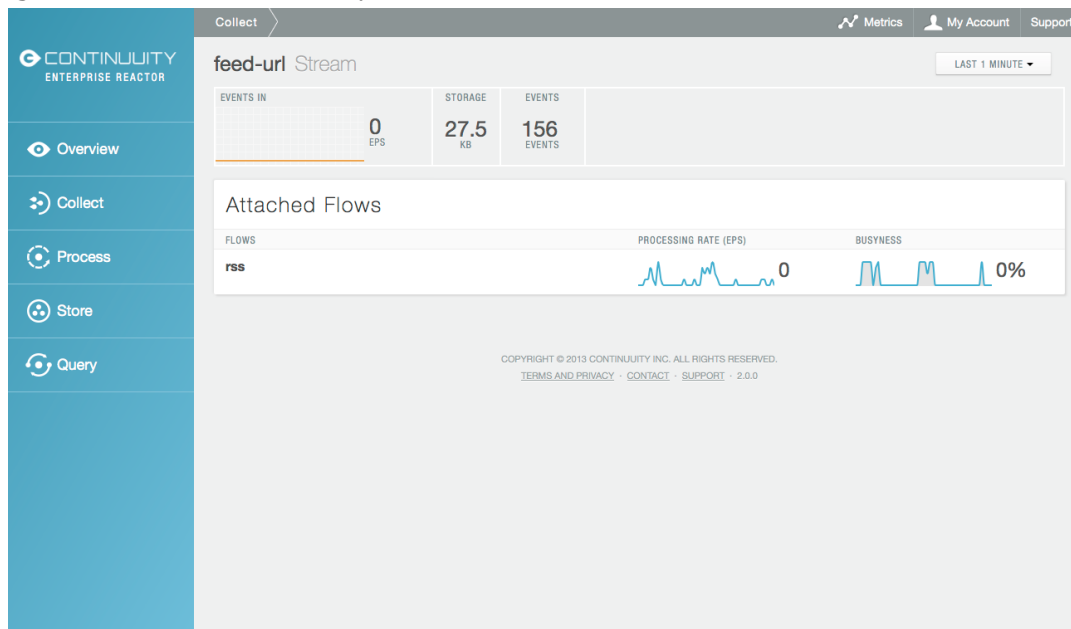 Collect
Metrics
My Account
Support
CONTINUUITY
ENTERPRISE REACTOR
Overview
Collect
Process
Store
Query
feed-url Stream
LAST 1 MINUTE
EVENTS IN
0
EPS
STORAGE
27.5
KB
EVENTS
156
EVENTS
Attached Flows
FLOWS PROCESSING RATE (EPS) BUSYNESS
rss 0 0%
COPYRIGHT © 2013 CONTINUUITY INC. ALL RIGHTS RESERVED.
TERMS AND PRIVACY · CONTACT · SUPPORT · 2.0.0